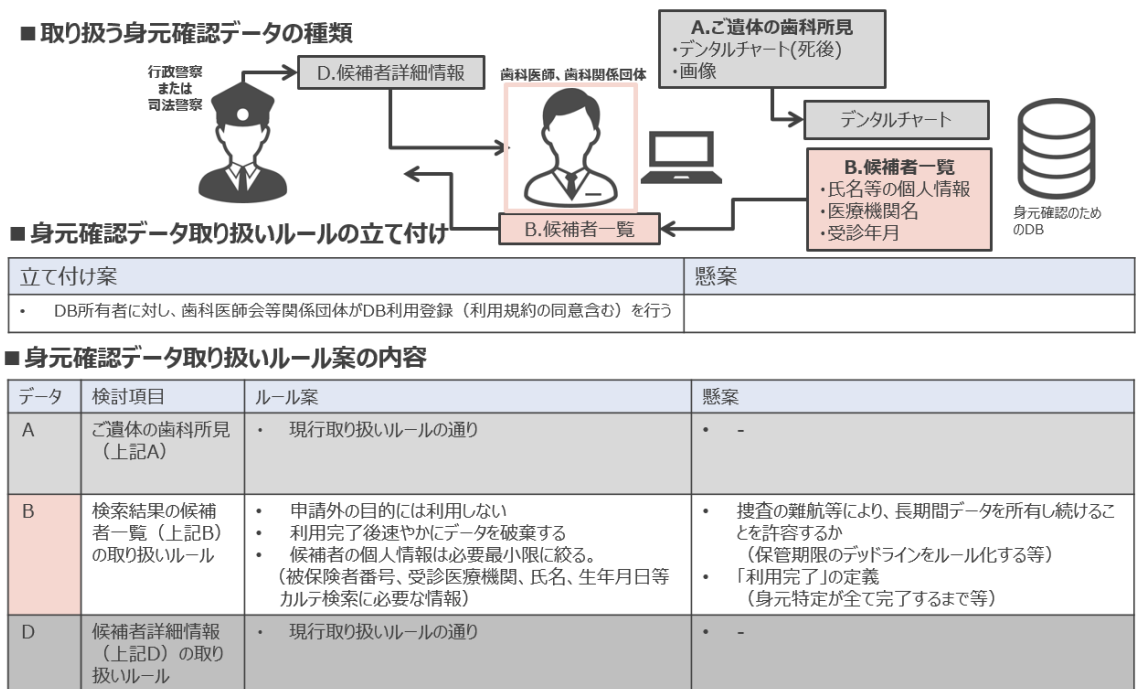 ■取り扱う身元確認データの種類
行政警察
または
司法警察
D.候補者詳細情報
歯科医師、歯科関係団体
A.ご遺体の歯科所見
・デンタルチャート(死後)
・画像
デンタルチャート
B.候補者一覧
・氏名等の個人情報
・医療機関名
・受診年月
身元確認のため
のDB
B.候補者一覧
■身元確認データ取り扱いルールの立て付け
立て付け案
懸案
• DB所有者に対し、歯科医師会等関係団体がDB利用登録（利用規約の同意含む）を行う
■身元確認データ取り扱いルール案の内容
データ
検討項目
ルール案
懸案
A
ご遺体の歯科所見
（上記A）
・ 現行取り扱いルールの通り
• -
B
検索結果の候補
者一覧（上記B）
の取り扱いルール
• 申請外の目的には利用しない
• 利用完了後速やかにデータを破棄する
• 候補者の個人情報は必要最小限に絞る。
（被保険者番号、受診医療機関、氏名、生年月日等
カルテ検索に必要な情報）
• 捜査の難航等により、長期間データを所有し続けるこ
とを許容するか
（保管期限のデッドラインをルール化する等）
• 「利用完了」の定義
（身元特定が全て完了するまで等）
D
候補者詳細情報
（上記D）の取り
扱いルール
・ 現行取り扱いルールの通り
• -